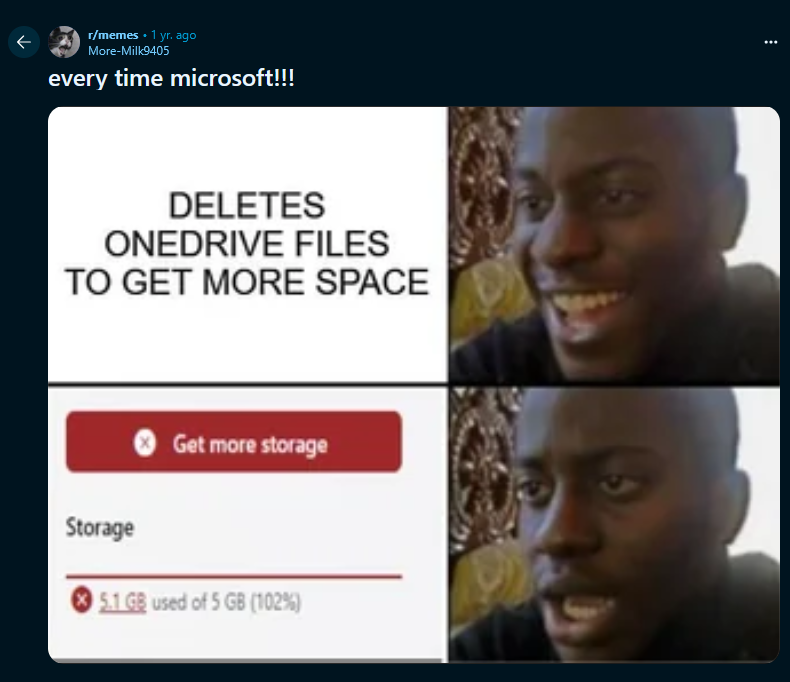 r/memes • 1 yr. ago
More-Milk9405
every time microsoft!!!
DELETES
ONEDRIVE FILES
TO GET MORE SPACE
Get more storage
Storage
5.1 GB used of 5 GB (102%)